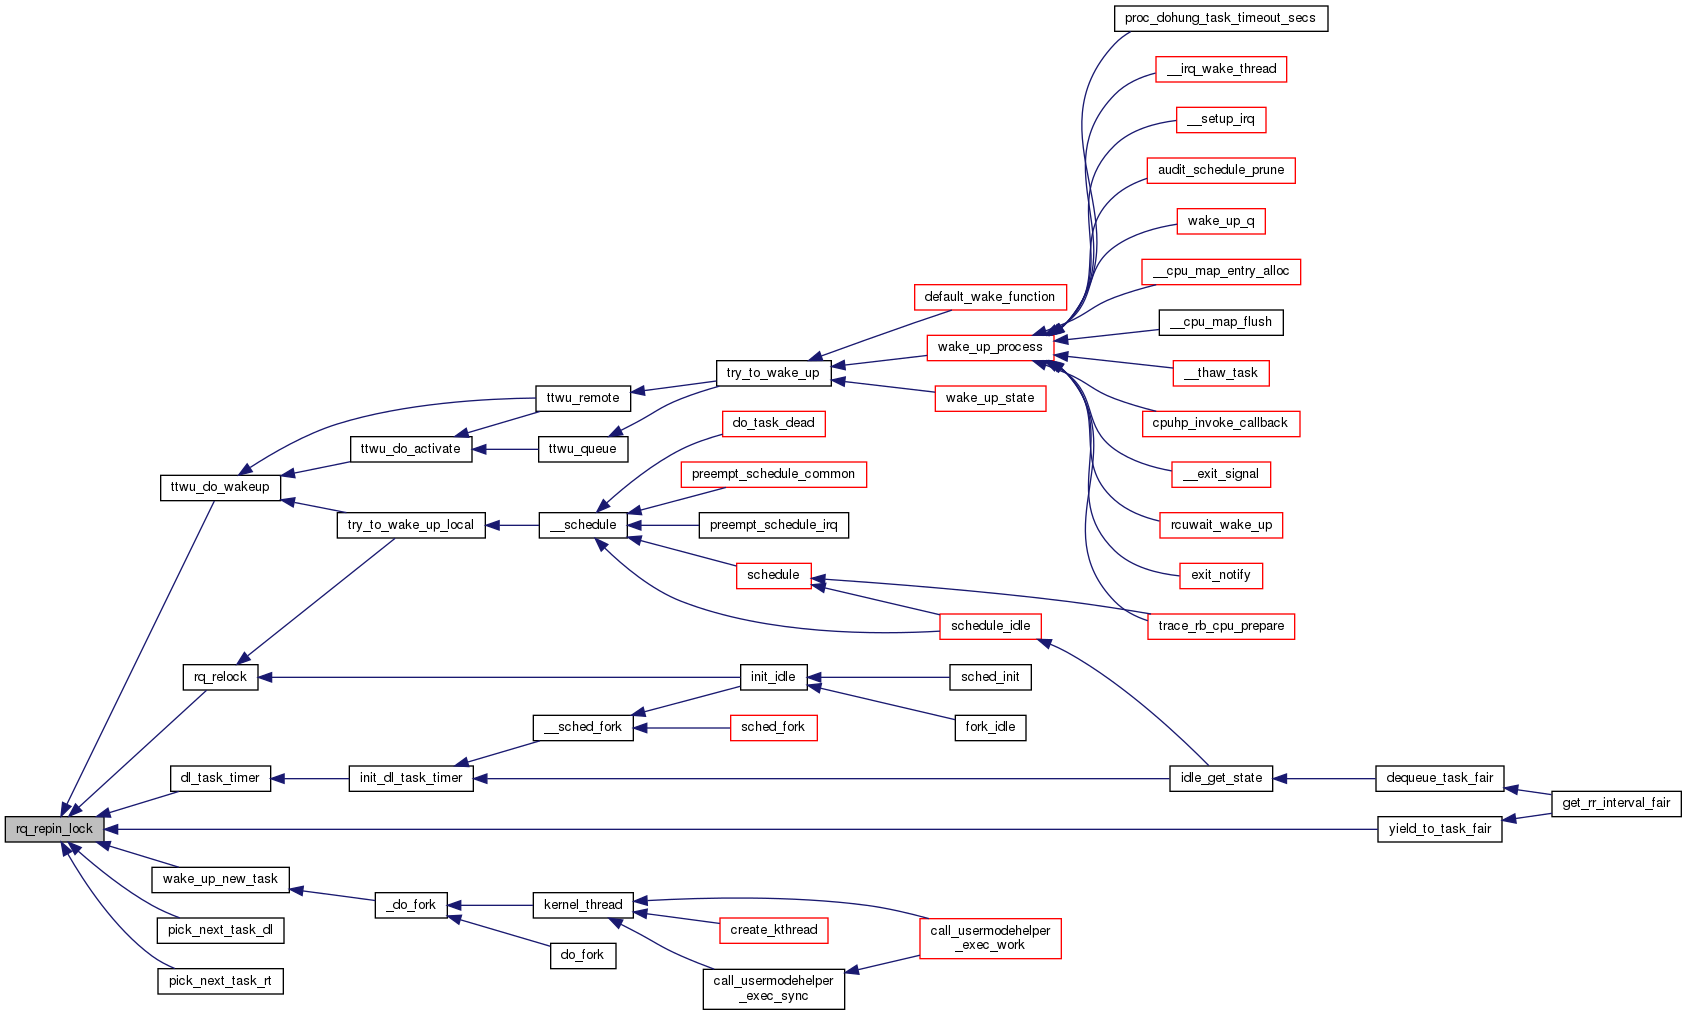 proc_dohung_task_timeout_secs
__irq_wake_thread
__setup_irq
audit_schedule_prune
wake_up_q
__cpu_map_entry_alloc
default_wake_function
__cpu_map_flush
wake_up_process
try_to_wake_up
__thaw_task
ttwu_remote
wake_up_state
do_task_dead
cpuhp_invoke_callback
ttwu_do_activate
ttwu_queue
preempt_schedule_common
__exit_signal
ttwu_do_wakeup
try_to_wake_up_local
__schedule
preempt_schedule_irq
rcuwait_wake_up
schedule
exit_notify
schedule_idle
trace_rb_cpu_prepare
rq_relock
init_idle
sched_init
__sched_fork
sched_fork
fork_idle
dl_task_timer
init_dl_task_timer
idle_get_state
dequeue_task_fair
get_rr_interval_fair
rq_repin_lock
yield_to_task_fair
wake_up_new_task
_do_fork
kernel_thread
pick_next_task_dl
create_kthread
call_usermodehelper
_exec_work
do_fork
pick_next_task_rt
call_usermodehelper
_exec_sync